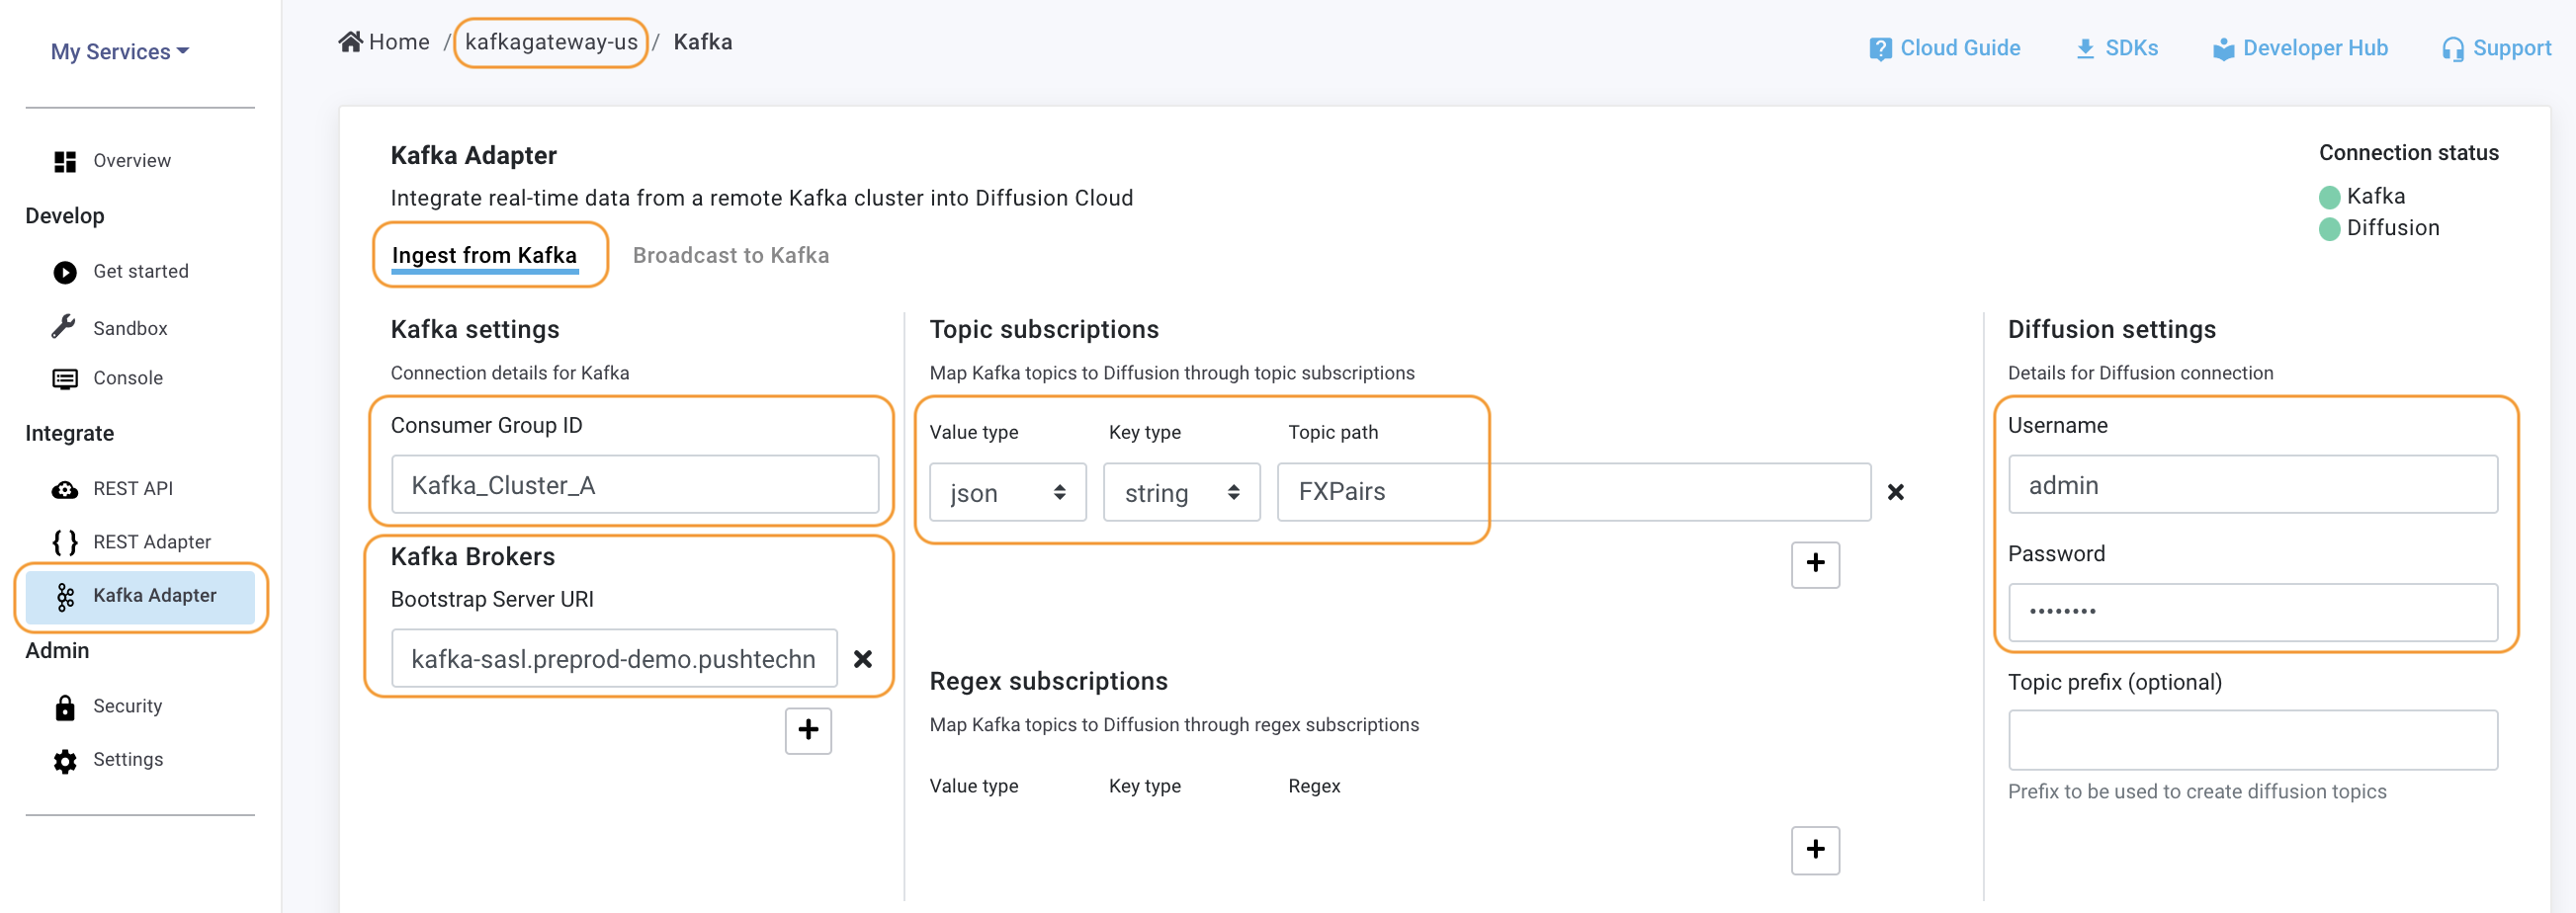 My Services
Overview
Develop
Get started
Sandbox
Console
Integrate
REST API
REST Adapter
Kafka Adapter
Admin
Security
Settings
Home / kafkagateway-us / Kafka
Cloud Guide
SDKs
Developer Hub
Support
Kafka Adapter
Integrate real-time data from a remote Kafka cluster into Diffusion Cloud
Connection status
Kafka
Diffusion
Ingest from Kafka
Broadcast to Kafka
Kafka settings
Connection details for Kafka
Consumer Group ID
Kafka_Cluster_A
Kafka Brokers
Bootstrap Server URI
kafka-sasl.preprod-demo.pushtechn
Topic subscriptions
Map Kafka topics to Diffusion through topic subscriptions
Value type Key type Topic path
json string FXPairs
Regex subscriptions
Map Kafka topics to Diffusion through regex subscriptions
Value type Key type Regex
Diffusion settings
Details for Diffusion connection
Username
admin
Password
••••••••
Topic prefix (optional)
Prefix to be used to create diffusion topics